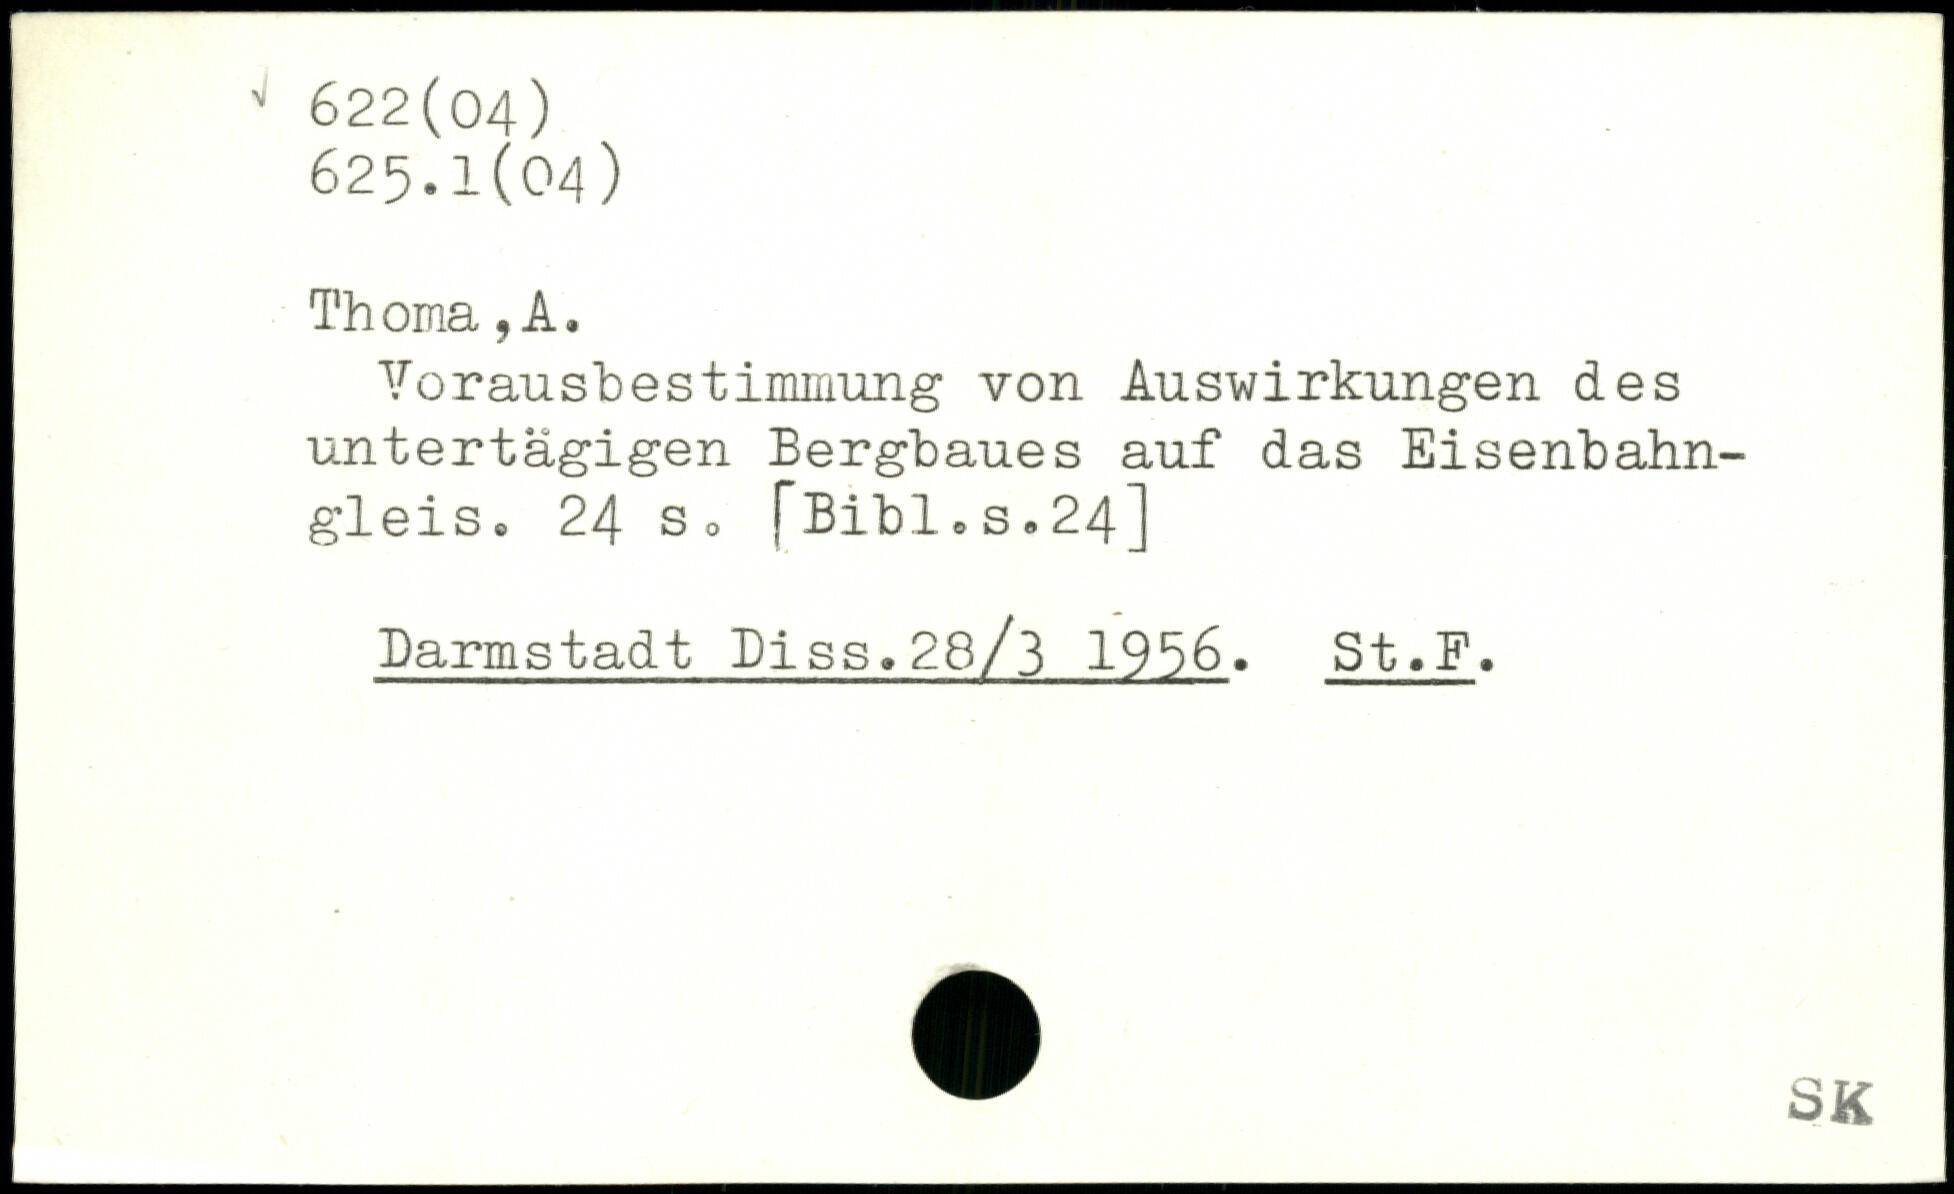 √ 622(04)
625.1(04)
Thoma,A.
Vorausbestimmung von Auswirkungen des
untertägigen Bergbaues auf das Eisenbahn-
gleis. 24 s. [Bibl.s.24]
Darmstadt Diss.28/3 1956. St.F.
SK